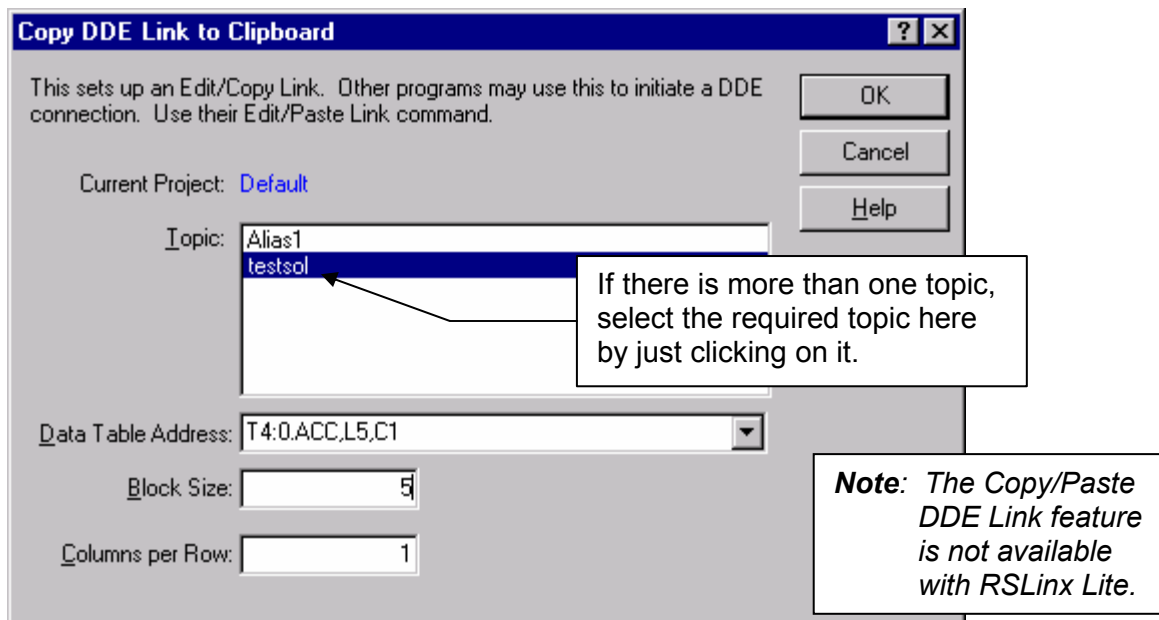 Copy DDE Link to Clipboard
This sets up an Edit/Copy Link. Other programs may use this to initiate a DDE
connection. Use their Edit/Paste Link command.
OK
Cancel
Help
Current Project: Default
Topic:
Alias1
testsol
If there is more than one topic,
select the required topic here
by just clicking on it.
Data Table Address: T4:0.ACC,L5,C1
Block Size: 5
Columns per Row: 1
Note: The Copy/Paste
DDE Link feature
is not available
with RSLinx Lite.